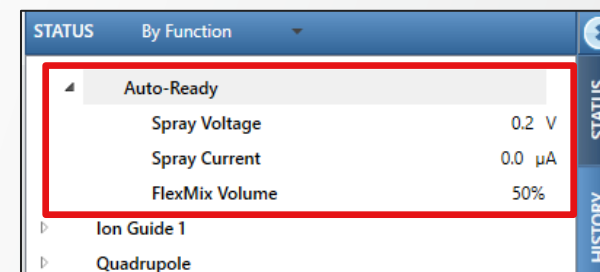 STATUS By Function
Auto-Ready
Spray Voltage 0.2 V
Spray Current 0.0 µA
FlexMix Volume 50%
Ion Guide 1
Quadrupole
STATUS
HISTORY